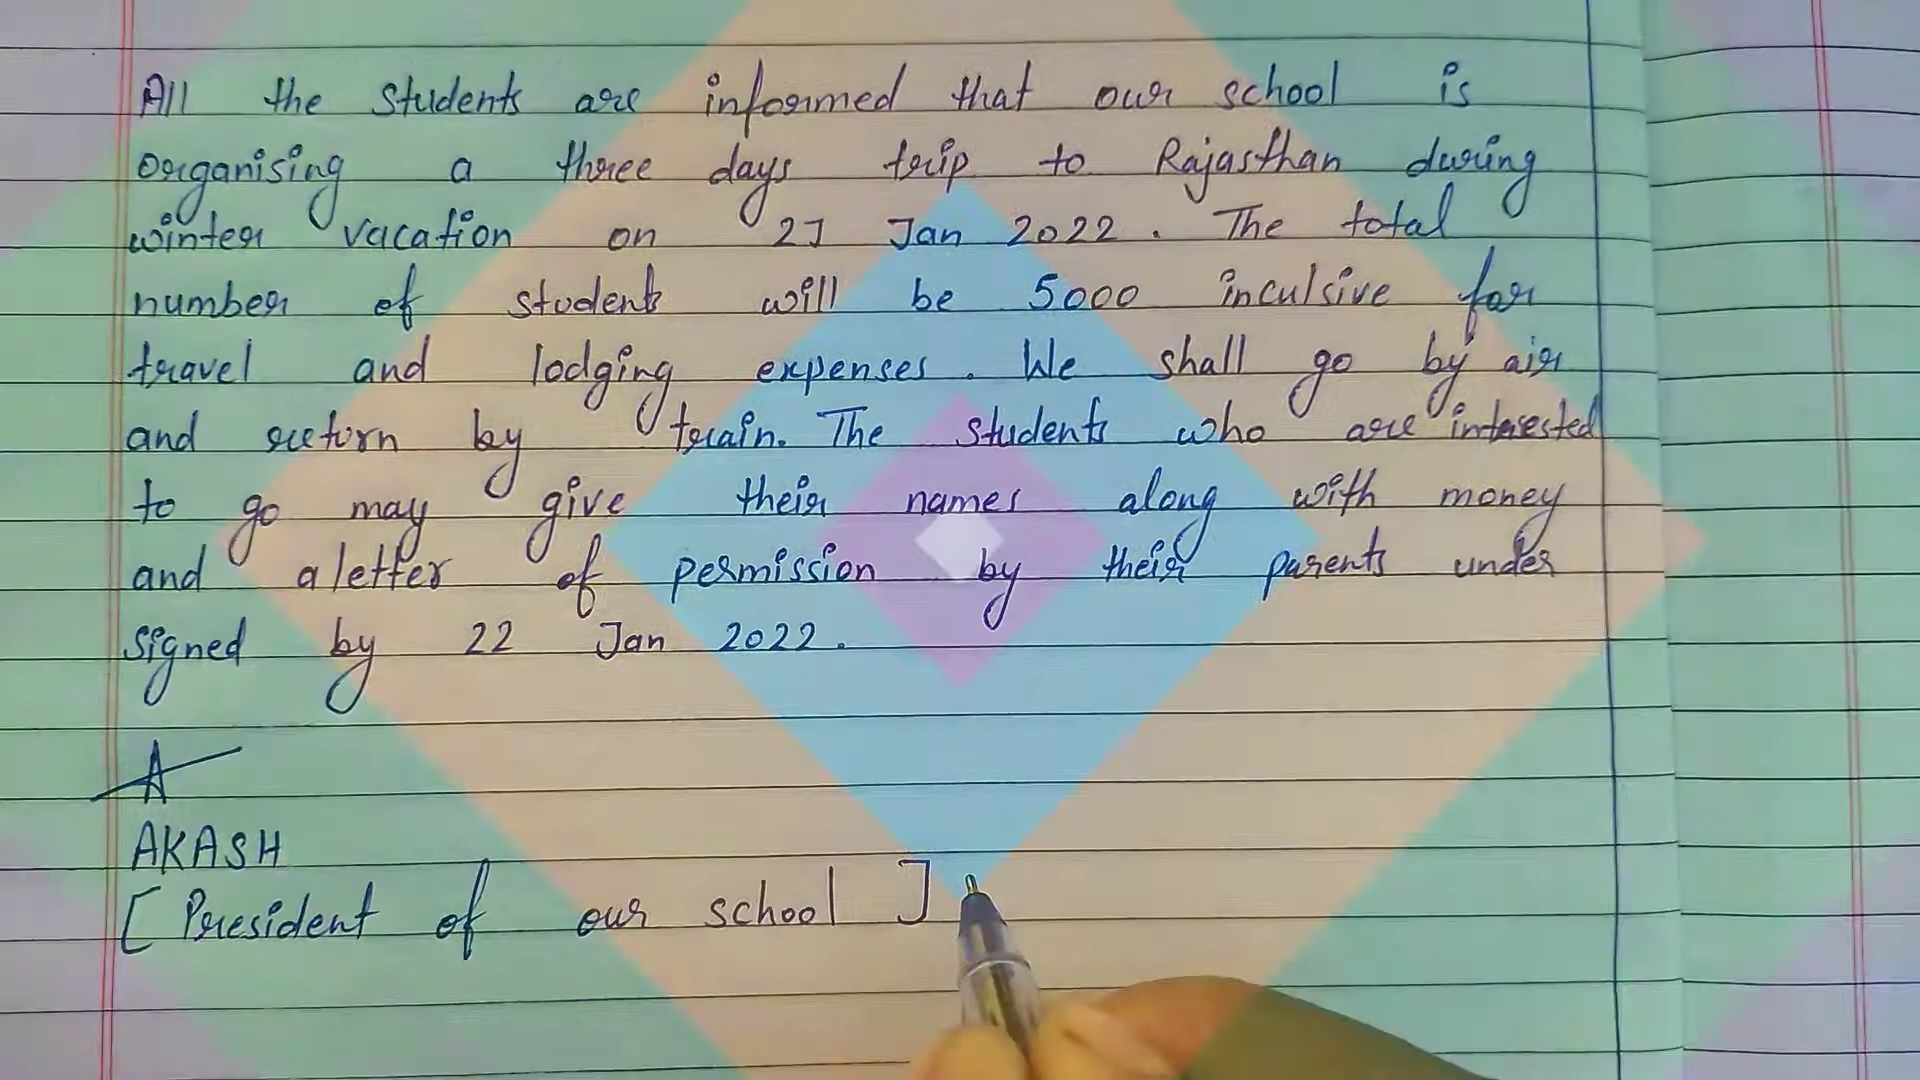 All the students are informed that our school is
organising a three days trip to Rajasthan during
winter vacation on 27 Jan 2022. The total
number of students will be 5000 inculsive for
travel and lodging expenses. We shall go by air
and return by train. The students who are interested
to go may give their names along with money
and a letter of permission by their parents under
signed by 22 Jan 2022.
A
AKASH
[President of our school]